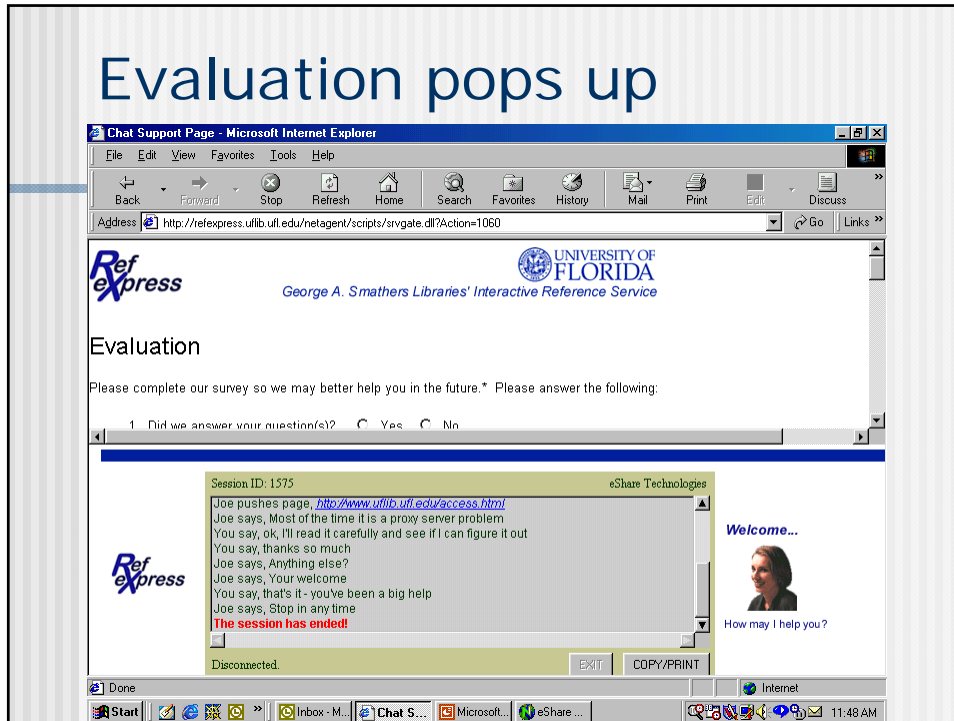 Evaluation pops up
Chat Support Page - Microsoft Internet Explorer
File Edit View Favorites Tools Help
Back Forward Stop Refresh Home Search Favorites History Mail Print Edit Discuss »
Address http://refexpress.uflib.ufl.edu/netagent/scripts/srvgate.dll?Action=1060 Go Links »
Ref eXpress
UNIVERSITY OF FLORIDA
George A. Smathers Libraries' Interactive Reference Service
Evaluation
Please complete our survey so we may better help you in the future.* Please answer the following:
1. Did we answer your question(s)? Yes No
Session ID: 1575 eShare Technologies
Joe pushes page, http://www.uflib.ufl.edu/access.html
Joe says, Most of the time it is a proxy server problem
You say, ok, I'll read it carefully and see if I can figure it out
You say, thanks so much
Joe says, Anything else?
Joe says, Your welcome
You say, that's it - you've been a big help
Joe says, Stop in any time
The session has ended!
Ref eXpress
Welcome...
How may I help you?
Disconnected. EXIT COPY/PRINT
Done Internet
Start » Inbox - M... Chat S... Microsoft... eShare ... 11:48 AM